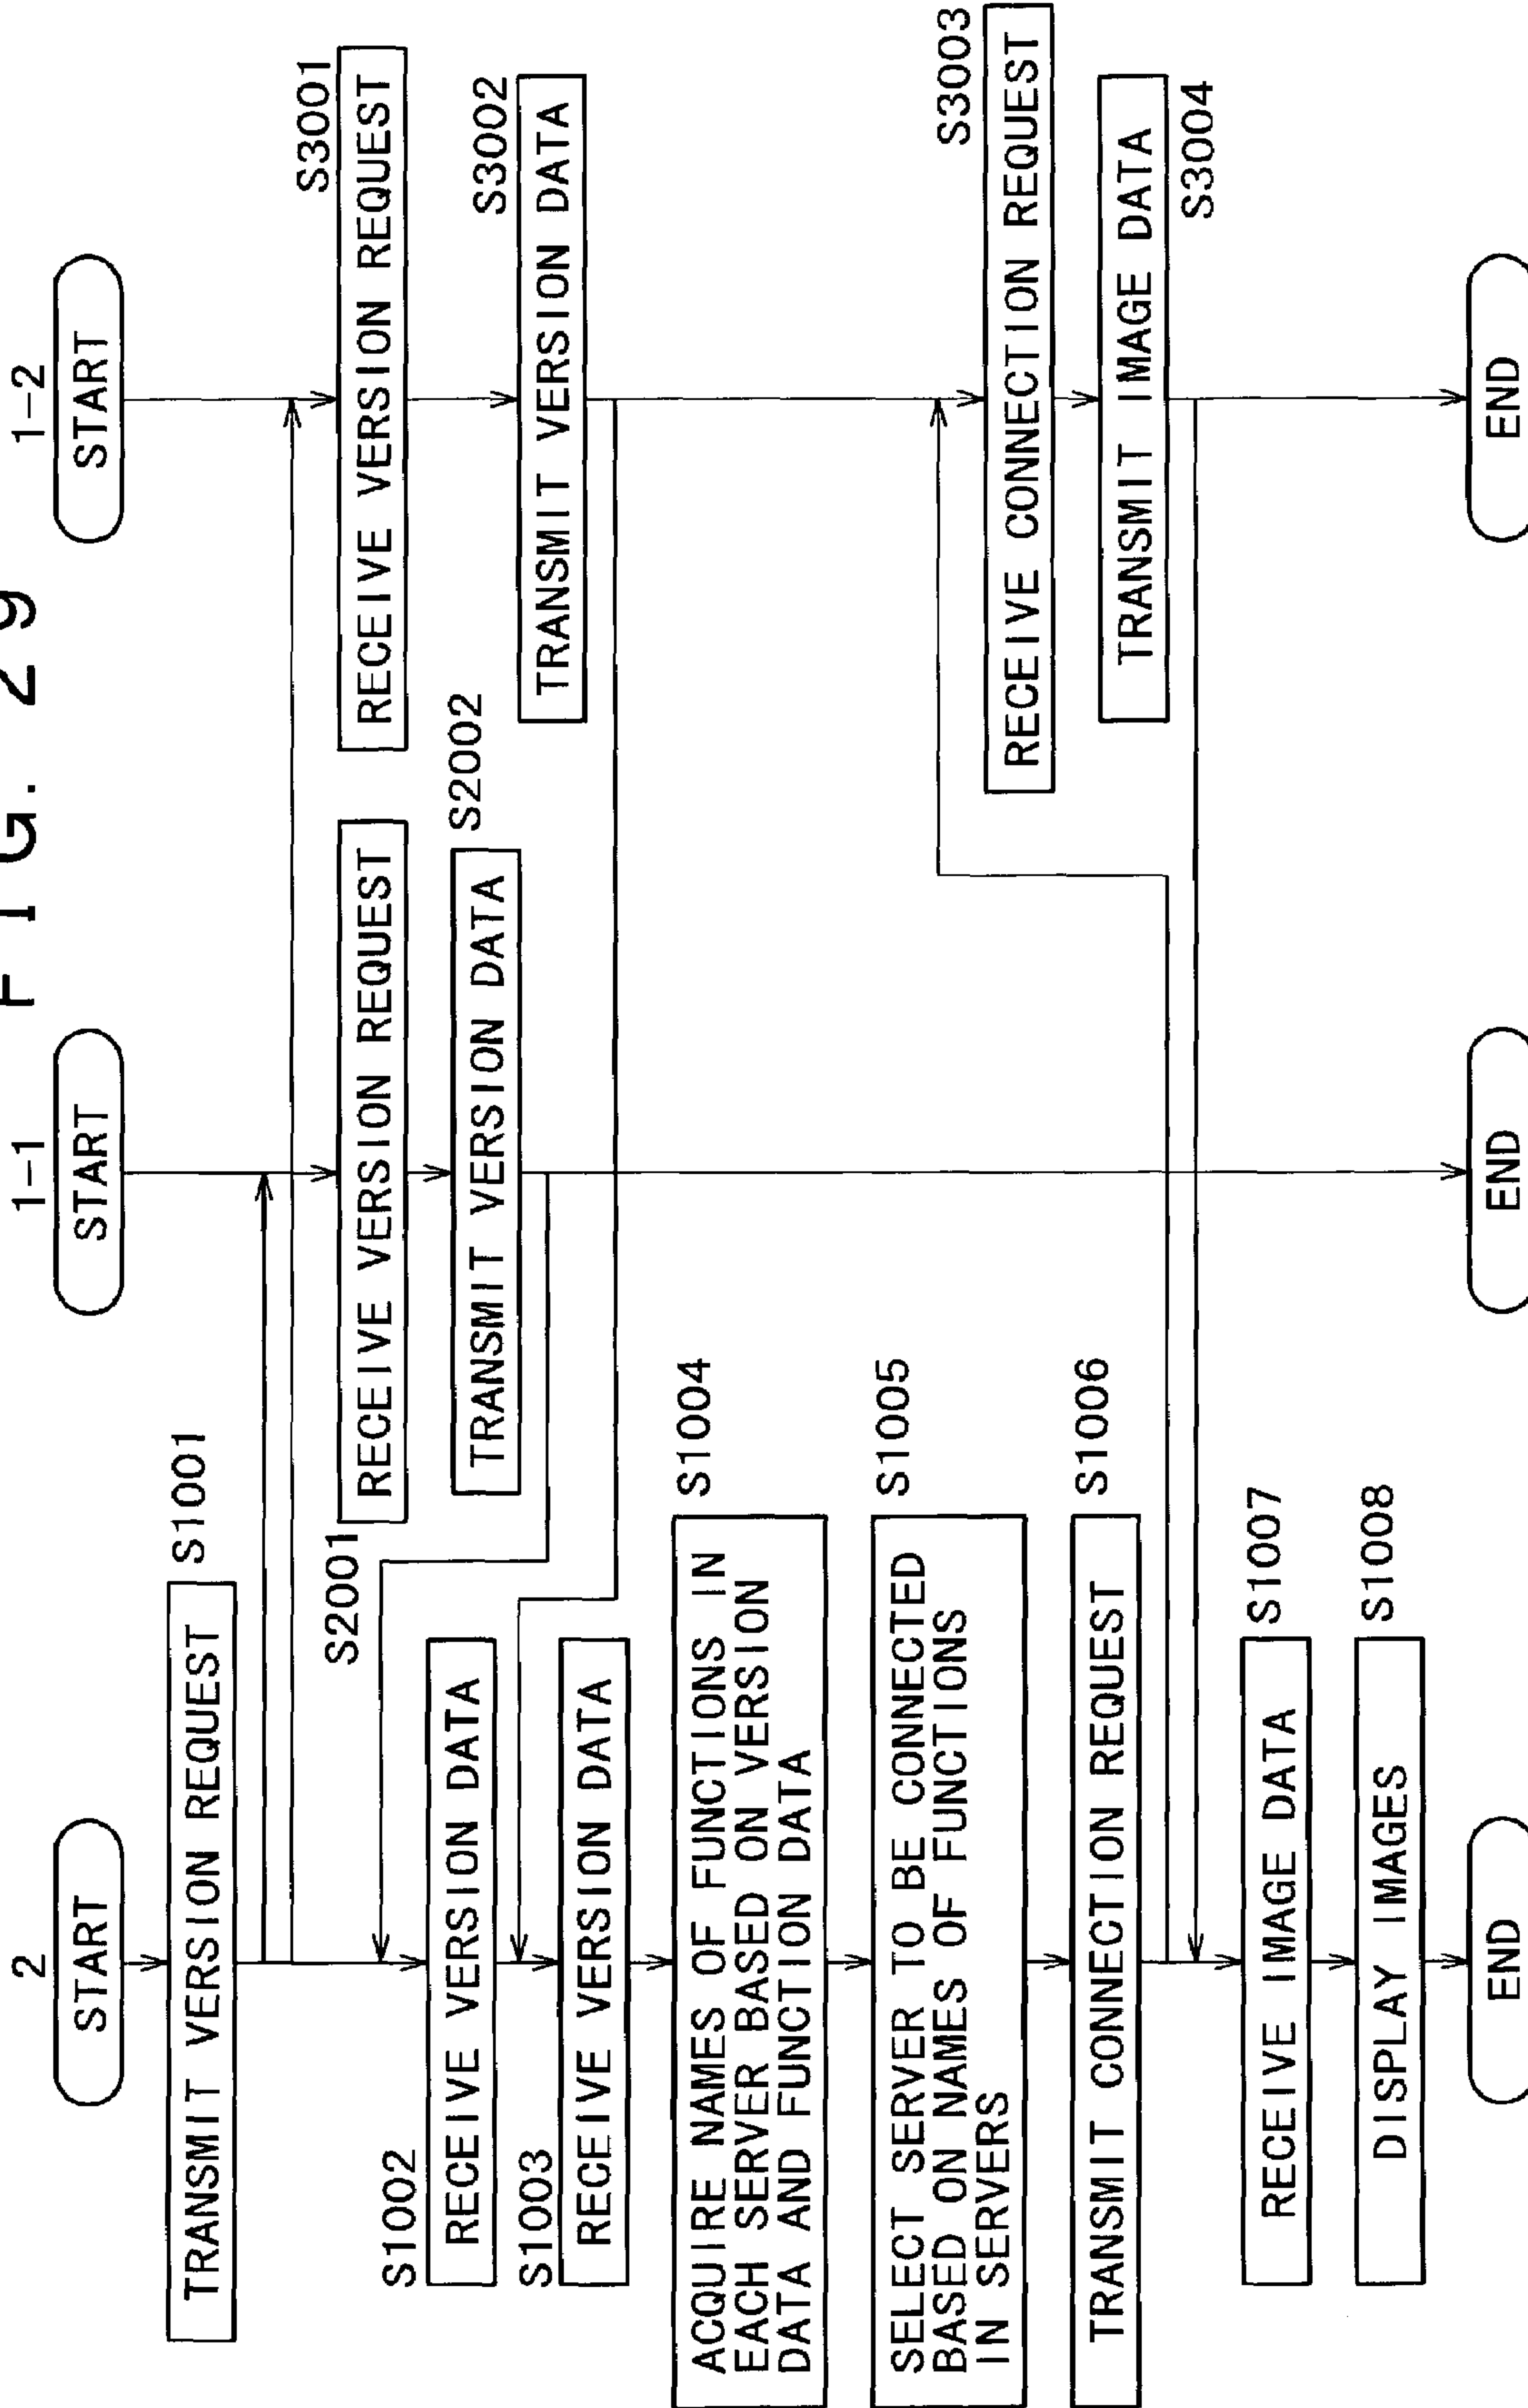 FIG. 29
2
START
TRANSMIT VERSION REQUEST
S1001
S1002
RECEIVE VERSION DATA
S1003
RECEIVE VERSION DATA
ACQUIRE NAMES OF FUNCTIONS IN
EACH SERVER BASED ON VERSION
DATA AND FUNCTION DATA
S1004
SELECT SERVER TO BE CONNECTED
BASED ON NAMES OF FUNCTIONS
IN SERVERS
S1005
TRANSMIT CONNECTION REQUEST
S1006
RECEIVE IMAGE DATA
S1007
DISPLAY IMAGES
S1008
END
1-1
START
S2001
RECEIVE VERSION REQUEST
TRANSMIT VERSION DATA
S2002
END
1-2
START
S3001
RECEIVE VERSION REQUEST
S3002
TRANSMIT VERSION DATA
S3003
RECEIVE CONNECTION REQUEST
TRANSMIT IMAGE DATA
S3004
END